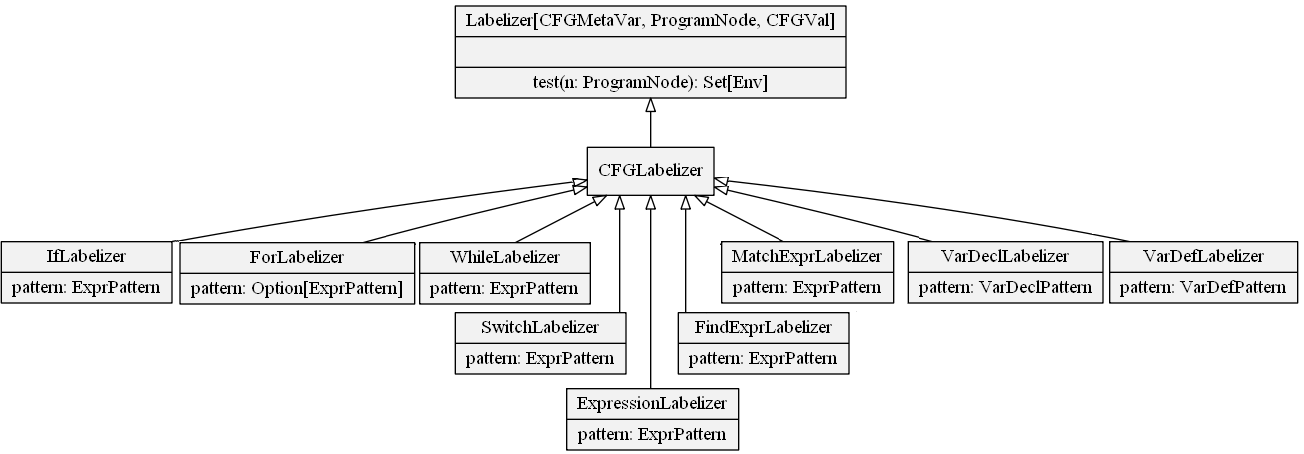 Labelizer[CFGMetaVar, ProgramNode, CFGVal]
test(n: ProgramNode): Set[Env]
CFGLabelizer
IfLabelizer
pattern: ExprPattern
ForLabelizer
pattern: Option[ExprPattern]
WhileLabelizer
pattern: ExprPattern
MatchExprLabelizer
pattern: ExprPattern
VarDeclLabelizer
pattern: VarDeclPattern
VarDefLabelizer
pattern: VarDefPattern
SwitchLabelizer
pattern: ExprPattern
FindExprLabelizer
pattern: ExprPattern
ExpressionLabelizer
pattern: ExprPattern